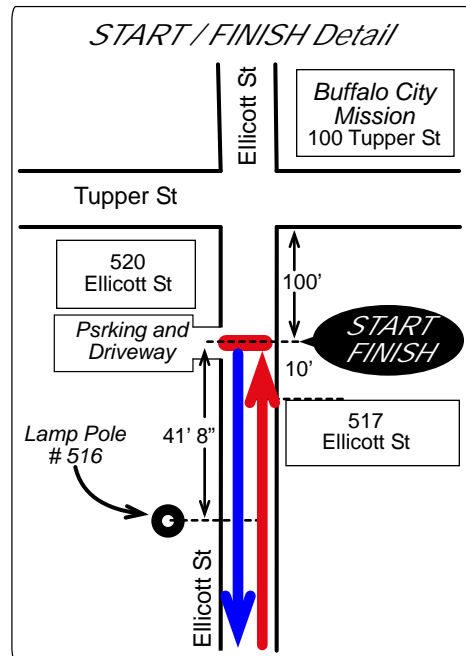 START / FINISH Detail
Ellicott St
Buffalo City
Mission
100 Tupper St
Tupper St
520
Ellicott St
100’
Psrking and
Driveway
START
FINISH
10’
517
Ellicott St
41’ 8”
Lamp Pole
# 516
Ellicott St